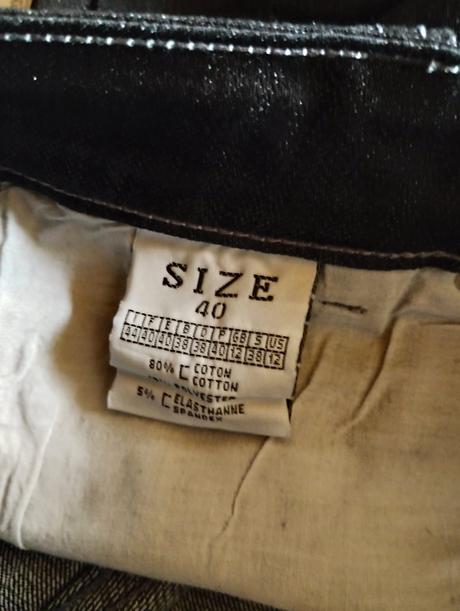 SIZE
40
I F E B D P GB S US
44 40 40 38 38 40 12 38 12
80% COTON
COTTON
POLYESTER
5% ELASTHANNE
SPANDEX